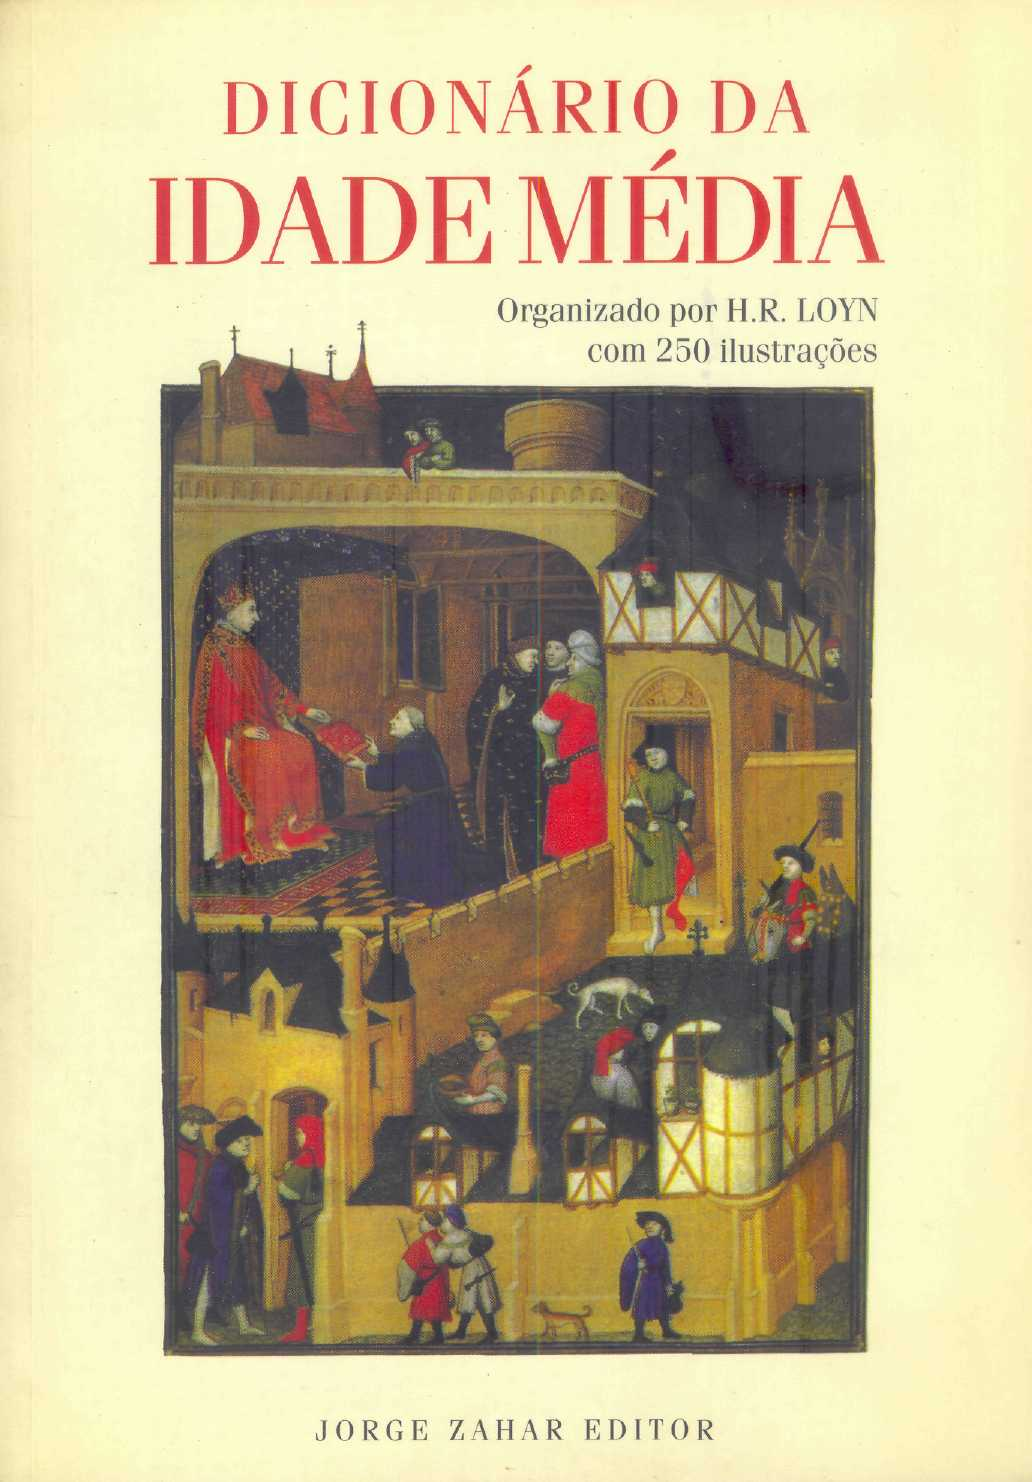 DICIONÁRIO DA
IDADE MÉDIA
Organizado por H.R. LOYN
com 250 ilustrações
JORGE ZAHAR EDITOR